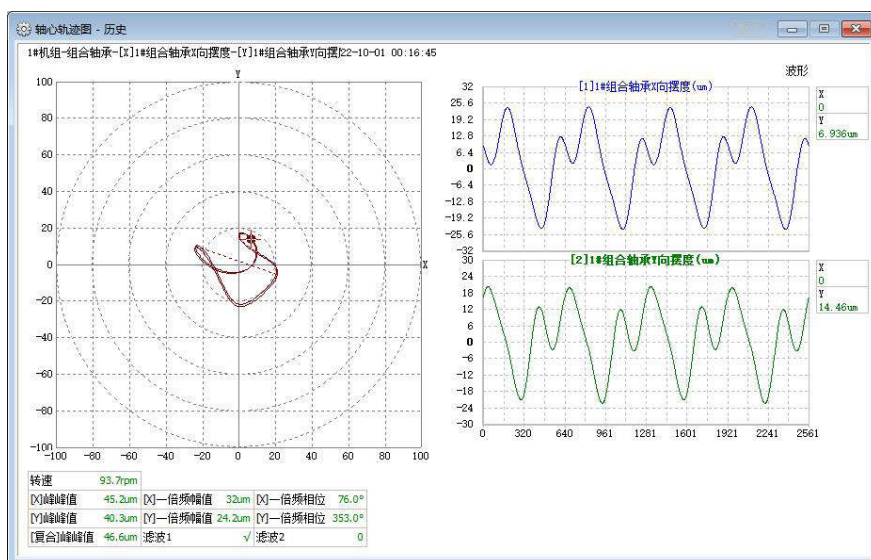 轴心轨迹图 - 历史
1#机组-组合轴承-[X]1#组合轴承X向摆度-[Y]1#组合轴承Y向摆22-10-01 00:16:45
Y
100
80
60
40
20
0
-20
-40
-60
-80
-100
X
-100 -80 -60 -40 -20 0 20 40 60 80 100
波形
[1]1#组合轴承X向摆度(um)
32
25.6
19.2
12.8
6.4
0
-6.4
-12.8
-19.2
-25.6
-32
X
0
Y
6.936um
[2]1#组合轴承Y向摆度(um)
30
24
18
12
6
0
-6
-12
-18
-24
-30
X
0
Y
14.46um
0 320 640 961 1281 1601 1921 2241 2561
转速 93.7rpm
[X]峰峰值 45.2um [X]一倍频幅值 32um [X]一倍频相位 76.0°
[Y]峰峰值 40.3um [Y]一倍频幅值 24.2um [Y]一倍频相位 353.0°
[复合]峰峰值 46.6um 滤波1 √ 滤波2 0